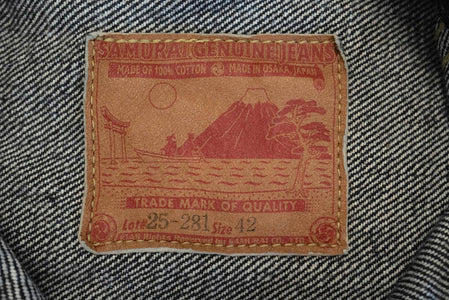 SAMURAI GENUINE JEANS
MADE OF 100% COTTON MADE IN OSAKA, JAPAN
TRADE MARK OF QUALITY
Lot 25-281 Size 42